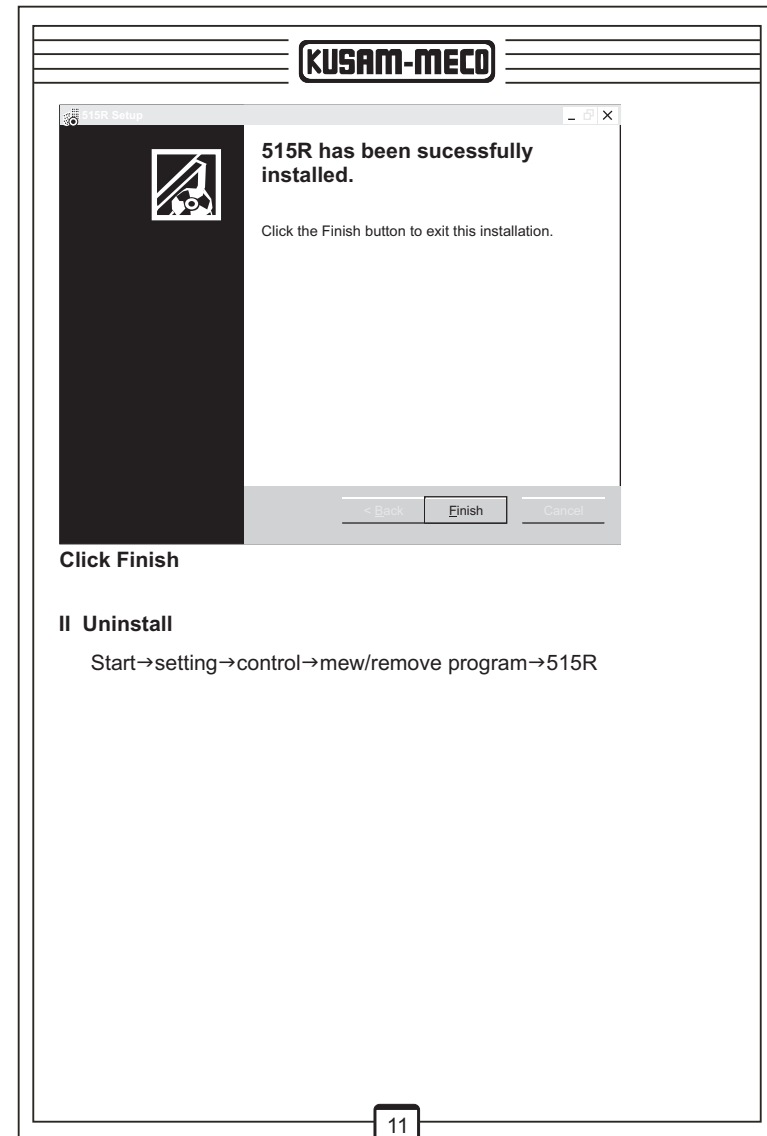 KUSAM-MECO
515R Setup
515R has been sucessfully
installed.
Click the Finish button to exit this installation.
< Back Finish Cancel
Click Finish
II Uninstall
Start→setting→control→mew/remove program→515R
11